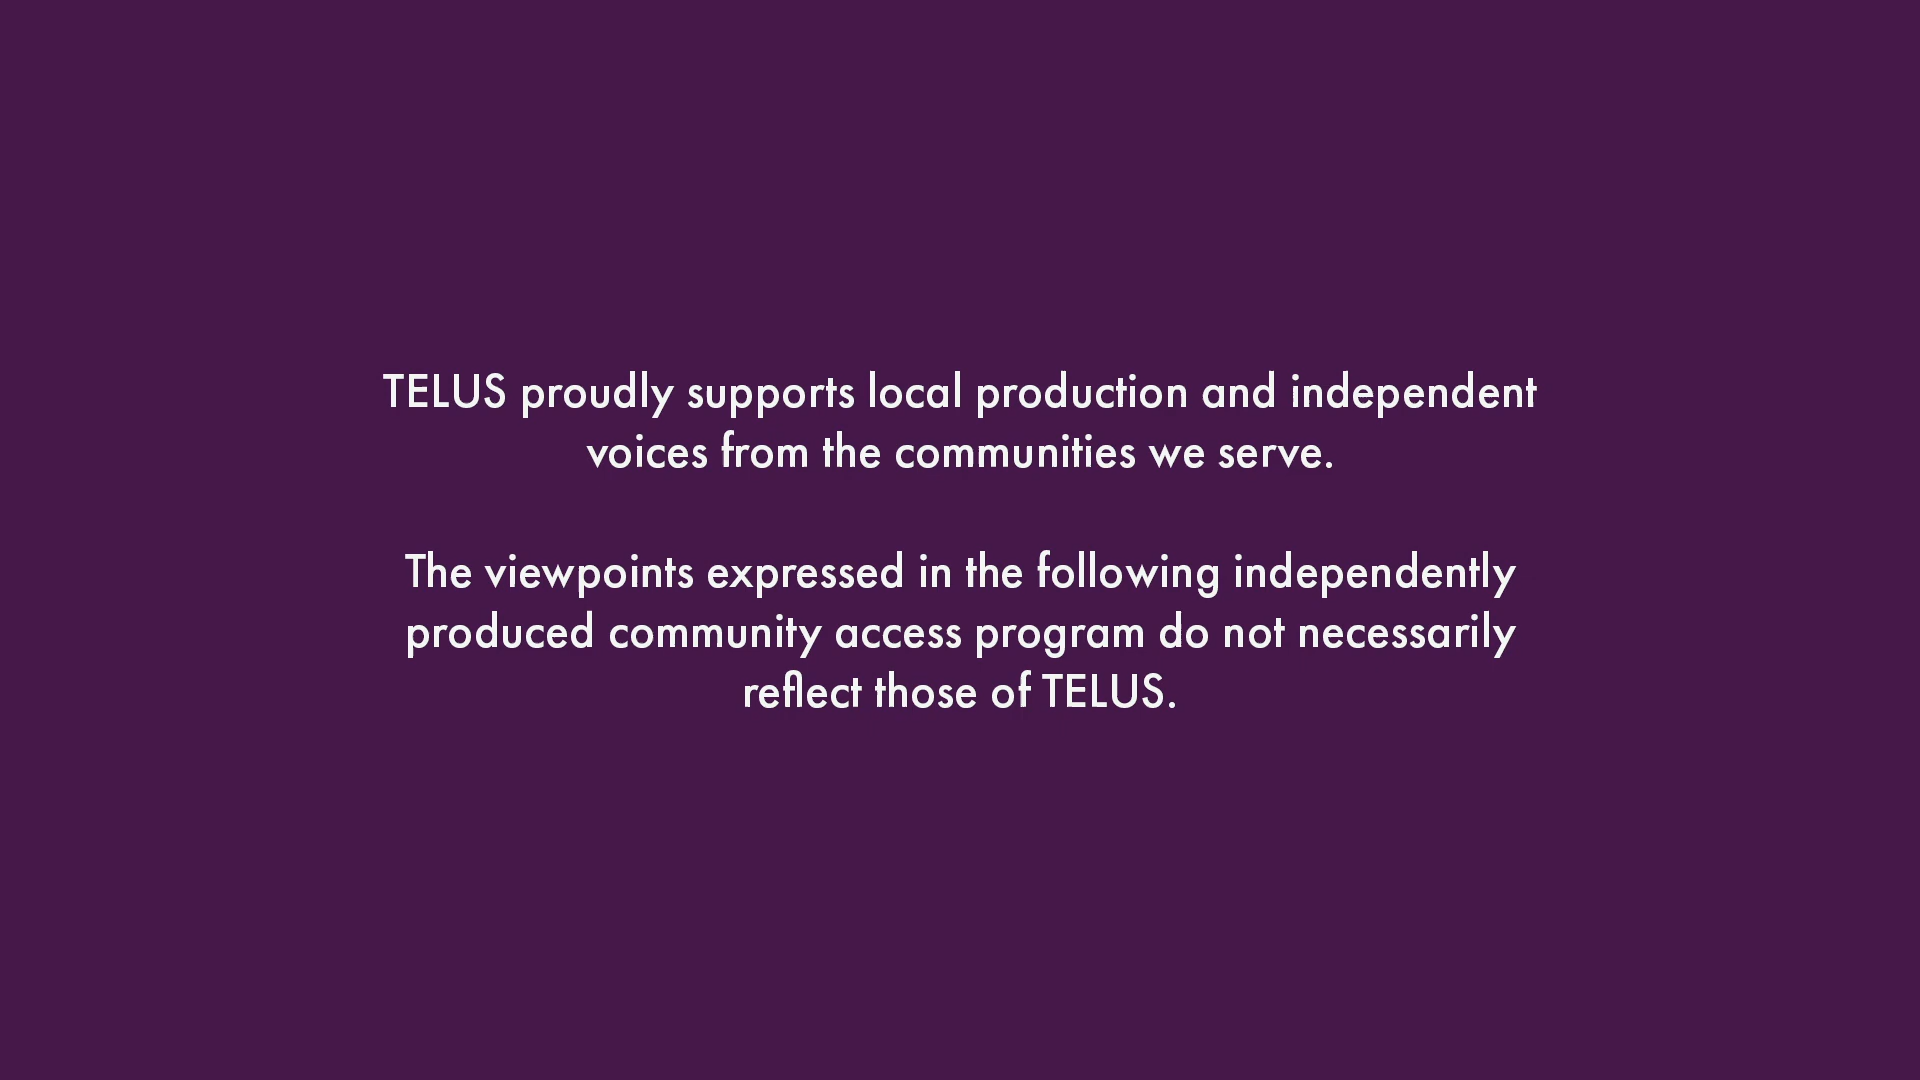 TELUS proudly supports local production and independent
voices from the communities we serve.
The viewpoints expressed in the following independently
produced community access program do not necessarily
reflect those of TELUS.